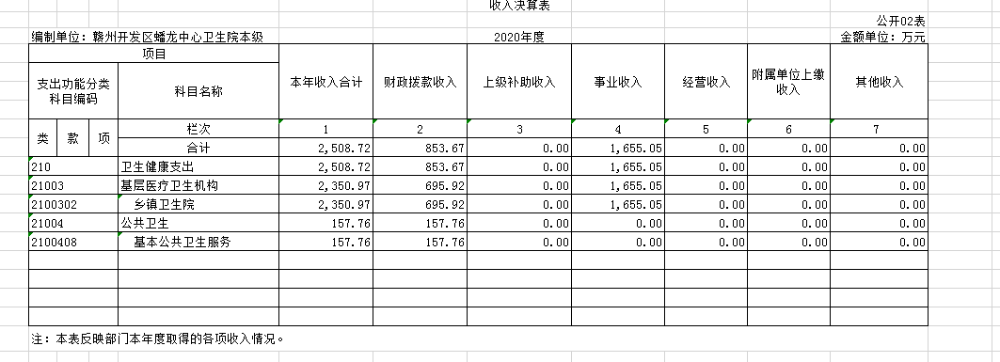 收入决算表
公开02表
编制单位：赣州开发区蟠龙中心卫生院本级 2020年度 金额单位：万元
项目 本年收入合计 财政拨款收入 上级补助收入 事业收入 经营收入 附属单位上缴收入 其他收入
支出功能分类科目编码 科目名称
类 款 项 栏次 1 2 3 4 5 6 7
合计 2,508.72 853.67 0.00 1,655.05 0.00 0.00 0.00
210 卫生健康支出 2,508.72 853.67 0.00 1,655.05 0.00 0.00 0.00
21003 基层医疗卫生机构 2,350.97 695.92 0.00 1,655.05 0.00 0.00 0.00
2100302 乡镇卫生院 2,350.97 695.92 0.00 1,655.05 0.00 0.00 0.00
21004 公共卫生 157.76 157.76 0.00 0.00 0.00 0.00 0.00
2100408 基本公共卫生服务 157.76 157.76 0.00 0.00 0.00 0.00 0.00
注：本表反映部门本年度取得的各项收入情况。